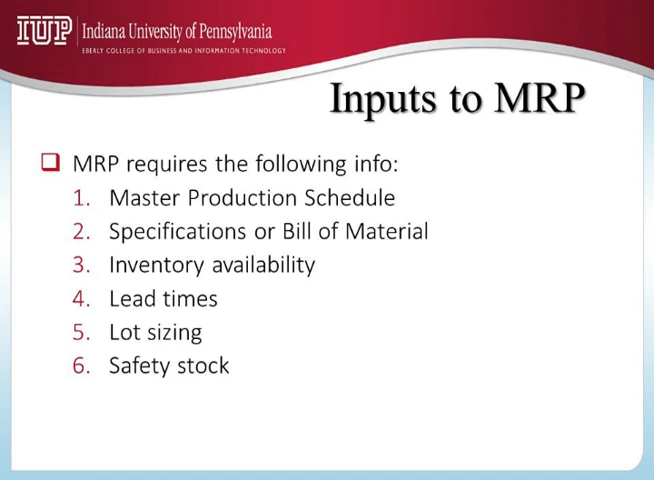 IUP
Indiana University of Pennsylvania
EBERLY COLLEGE OF BUSINESS AND INFORMATION TECHNOLOGY
Inputs to MRP
MRP requires the following info:
1. Master Production Schedule
2. Specifications or Bill of Material
3. Inventory availability
4. Lead times
5. Lot sizing
6. Safety stock